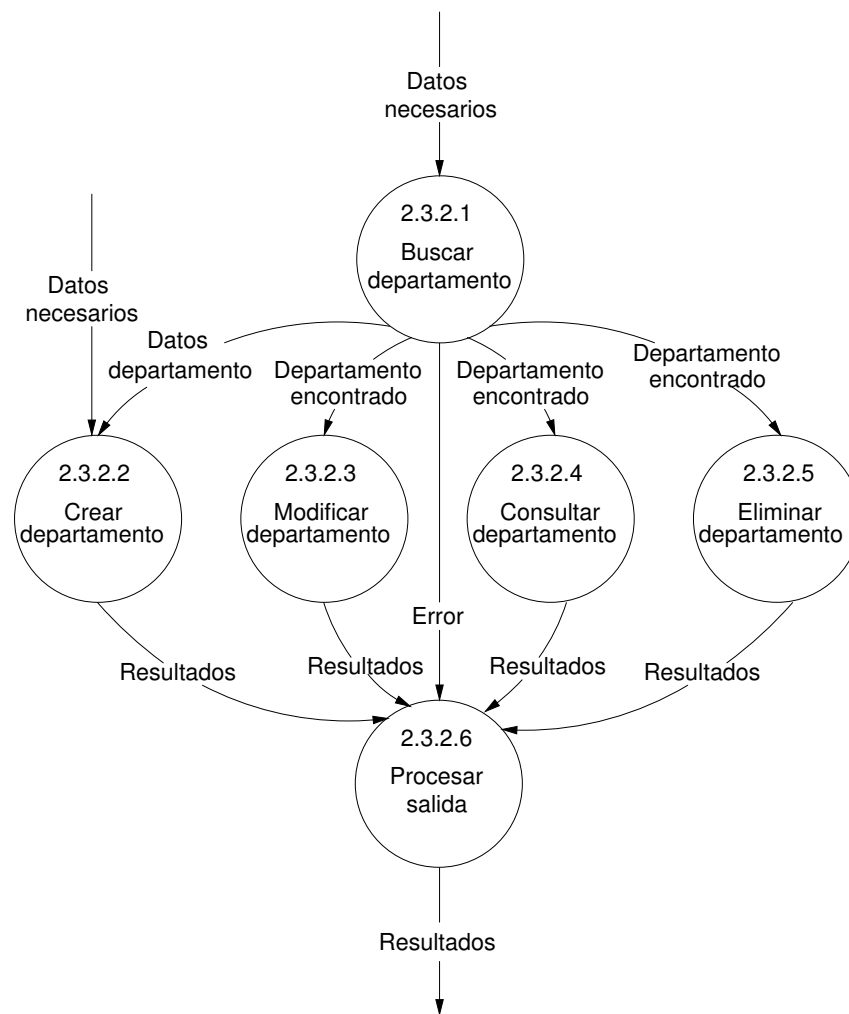 Datos
necesarios
2.3.2.1
Buscar
departamento
Datos
necesarios
Datos
departamento
Departamento
encontrado
Departamento
encontrado
Departamento
encontrado
2.3.2.2
Crear
departamento
2.3.2.3
Modificar
departamento
2.3.2.4
Consultar
departamento
2.3.2.5
Eliminar
departamento
Error
Resultados
Resultados
Resultados
Resultados
2.3.2.6
Procesar
salida
Resultados